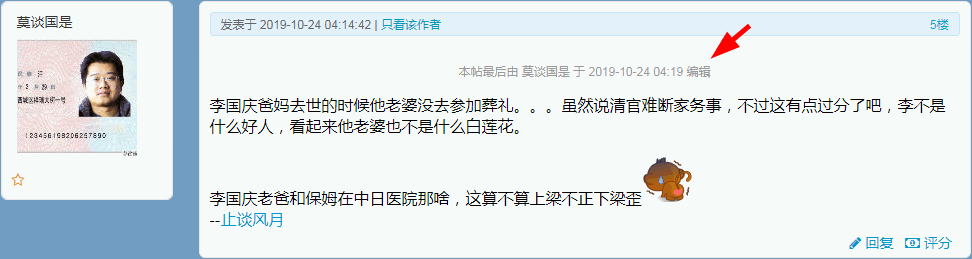 莫谈国是
发表于 2019-10-24 04:14:42 | 只看该作者
5楼
本帖最后由 莫谈国是 于 2019-10-24 04:19 编辑
李国庆爸妈去世的时候他老婆没去参加葬礼。。。虽然说清官难断家务事，不过这有点过分了吧，李不是
什么好人，看起来他老婆也不是什么白莲花。
李国庆老爸和保姆在中日医院那啥，这算不算上梁不正下梁歪
--止谈风月
回复 评分